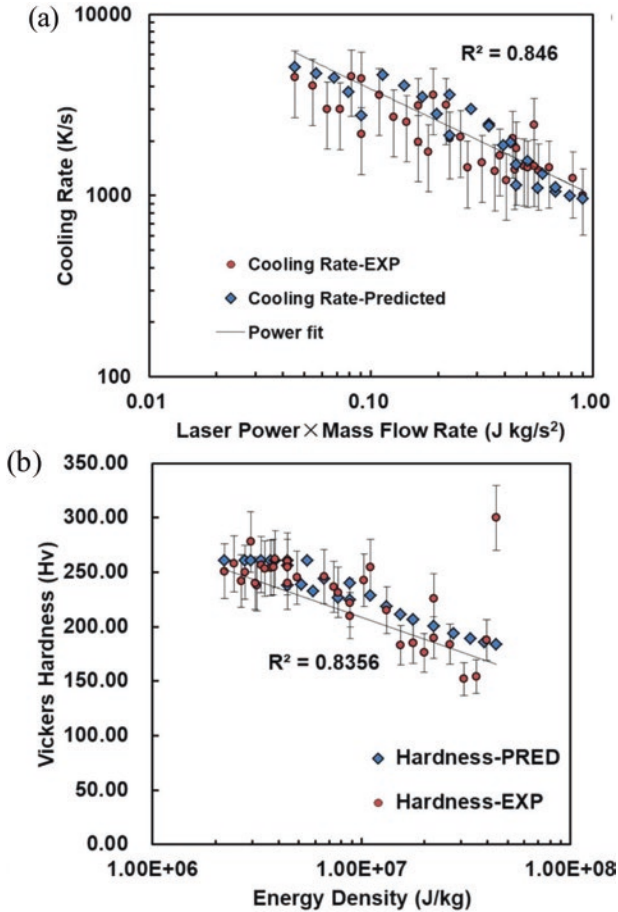 (a)
10000
R² = 0.846
Cooling Rate (K/s)
1000
Cooling Rate-EXP
Cooling Rate-Predicted
Power fit
100
0.01
0.10
1.00
Laser Power×Mass Flow Rate (J kg/s²)
(b)
350.00
300.00
Vickers Hardness (Hv)
250.00
200.00
R² = 0.8356
150.00
100.00
Hardness-PRED
50.00
Hardness-EXP
0.00
1.00E+06
1.00E+07
1.00E+08
Energy Density (J/kg)